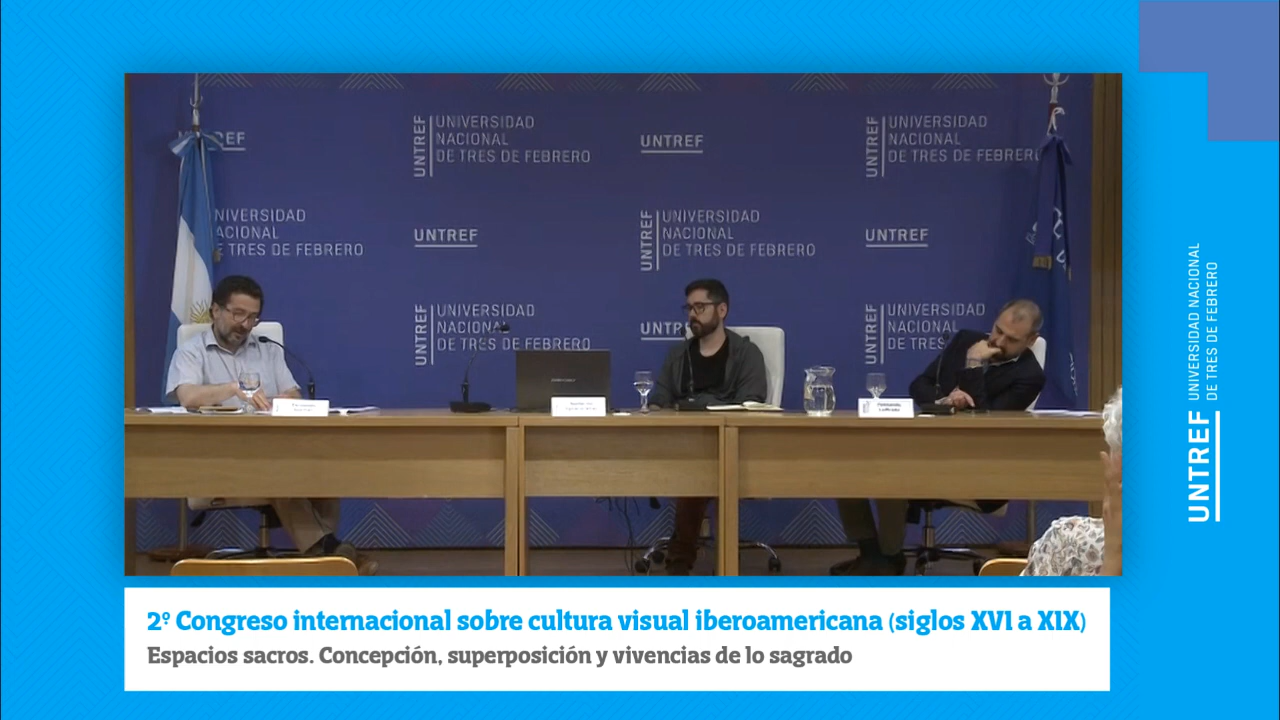 UNTREF
UNTREF
UNIVERSIDAD
NACIONAL
DE TRES DE FEBRERO
UNTREF
UNTREF
UNIVERSIDAD
NACIONAL
DE TRES DE FEBRERO
UNIVERSIDAD
NACIONAL
DE TRES DE FEBRERO
UNTREF
UNTREF
UNIVERSIDAD
NACIONAL
DE TRES DE FEBRERO
UNTREF
UNTREF
UNIVERSIDAD
NACIONAL
DE TRES DE FEBRERO
UNTREF
UNTREF
UNIVERSIDAD
NACIONAL
DE TRES
UNTREF
UNIVERSIDAD NACIONAL
DE TRES DE FEBRERO
2º Congreso internacional sobre cultura visual iberoamericana (siglos XVI a XIX)
Espacios sacros. Concepción, superposición y vivencias de lo sagrado